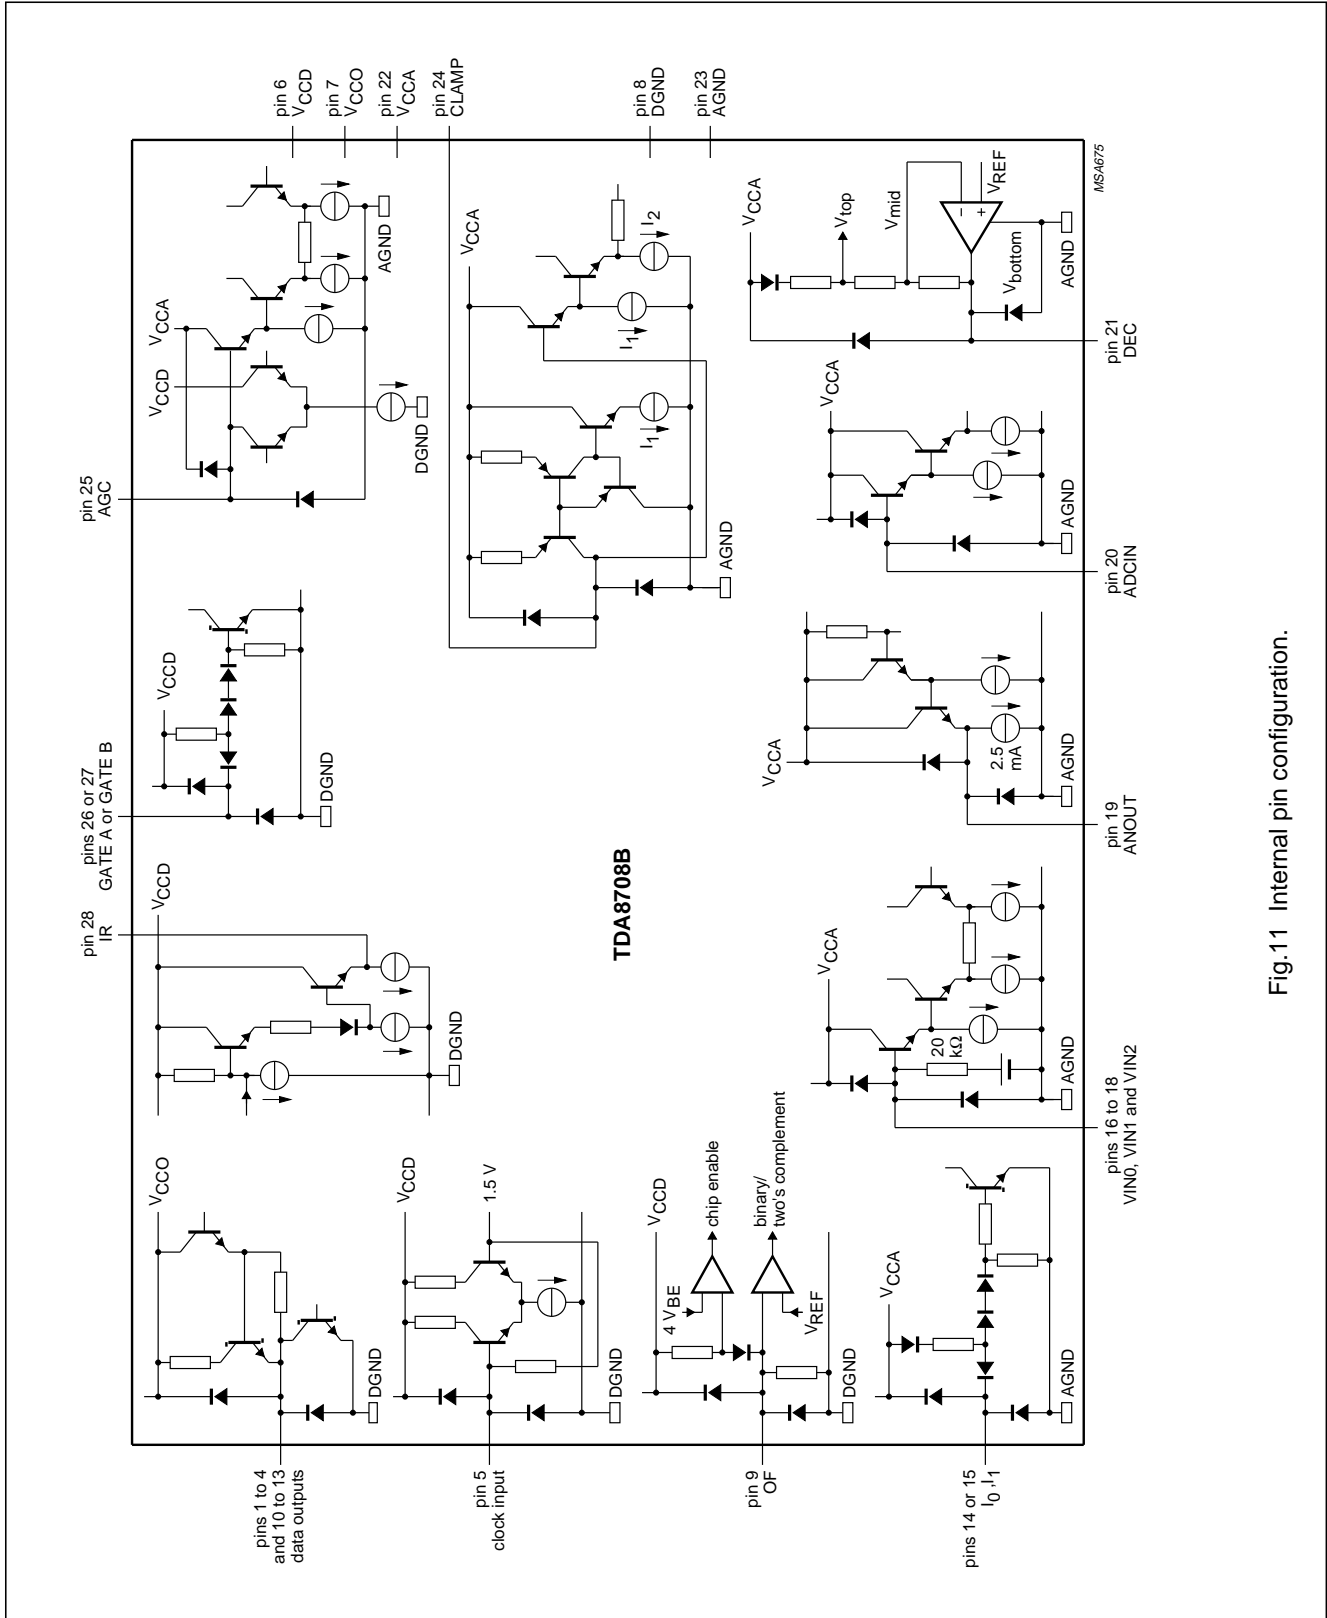 pin 25
AGC
pins 26 or 27
GATE A or GATE B
pin 28
IR
VCCD
VCCA
DGND
AGND
VCCD
DGND
VCCD
DGND
VCCO
DGND
pins 1 to 4
and 10 to 13
data outputs
VCCD
1.5 V
DGND
pin 5
clock input
VCCD
4 VBE
chip enable
binary/
two's complement
VREF
DGND
pin 9
OF
VCCA
AGND
pins 14 or 15
I0 ,I1
TDA8708B
pin 6
VCCD
pin 7
VCCO
pin 22
VCCA
pin 24
CLAMP
pin 8
DGND
pin 23
AGND
VCCA
I1
I1
I2
AGND
VCCA
20
kΩ
AGND
pins 16 to 18
VIN0, VIN1 and VIN2
VCCA
2.5
mA
AGND
pin 19
ANOUT
VCCA
AGND
pin 20
ADCIN
VCCA
Vtop
Vmid
Vbottom
VREF
AGND
pin 21
DEC
MSA675
Fig.11 Internal pin configuration.